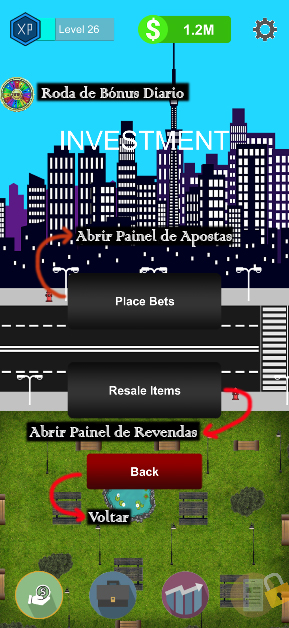 XP
Level 26
$ 1.2M
Roda de Bónus Diario
INVESTMENT
Abrir Painel de Apostas
Place Bets
Resale Items
Abrir Painel de Revendas
Back
Voltar